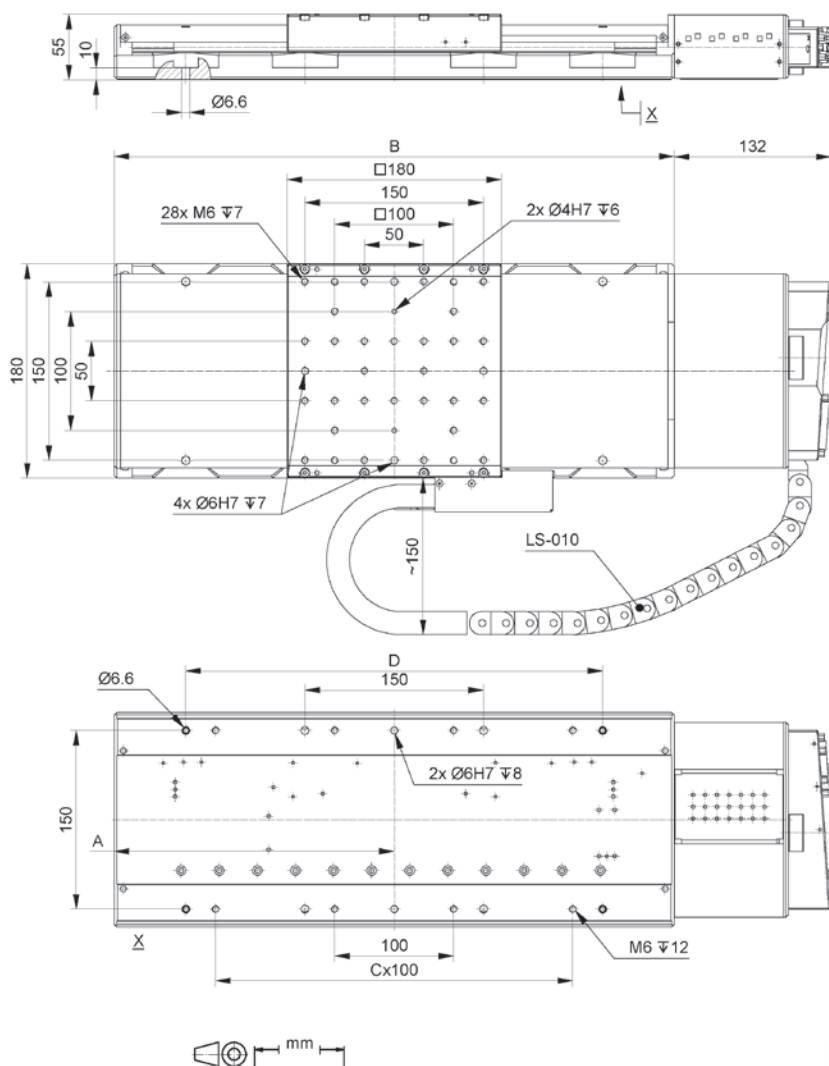 55
10
Ø6.6
X
B
132
□180
150
28x M6 ↧7
□100
2x Ø4H7 ↧6
50
180
150
100
50
4x Ø6H7 ↧7
~150
LS-010
D
Ø6.6
150
2x Ø6H7 ↧8
150
A
X
100
M6 ↧12
Cx100
mm